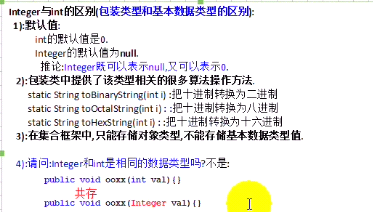 Integer与int的区别(包装类型和基本数据类型的区别):
1):默认值:
int的默认值是0.
Integer的默认值为null.
推论:Integer既可以表示null,又可以表示0.
2):包装类中提供了该类型相关的很多算法操作方法.
static String toBinaryString(int i) :把十进制转换为二进制
static String toOctalString(int i) ::把十进制转换为八进制
static String toHexString(int i) ::把十进制转换为十六进制
3):在集合框架中,只能存储对象类型,不能存储基本数据类型值.
4):请问:Integer和int是相同的数据类型吗?不是:
public void ooxx(int val){}
共存
public void ooxx(Integer val){}